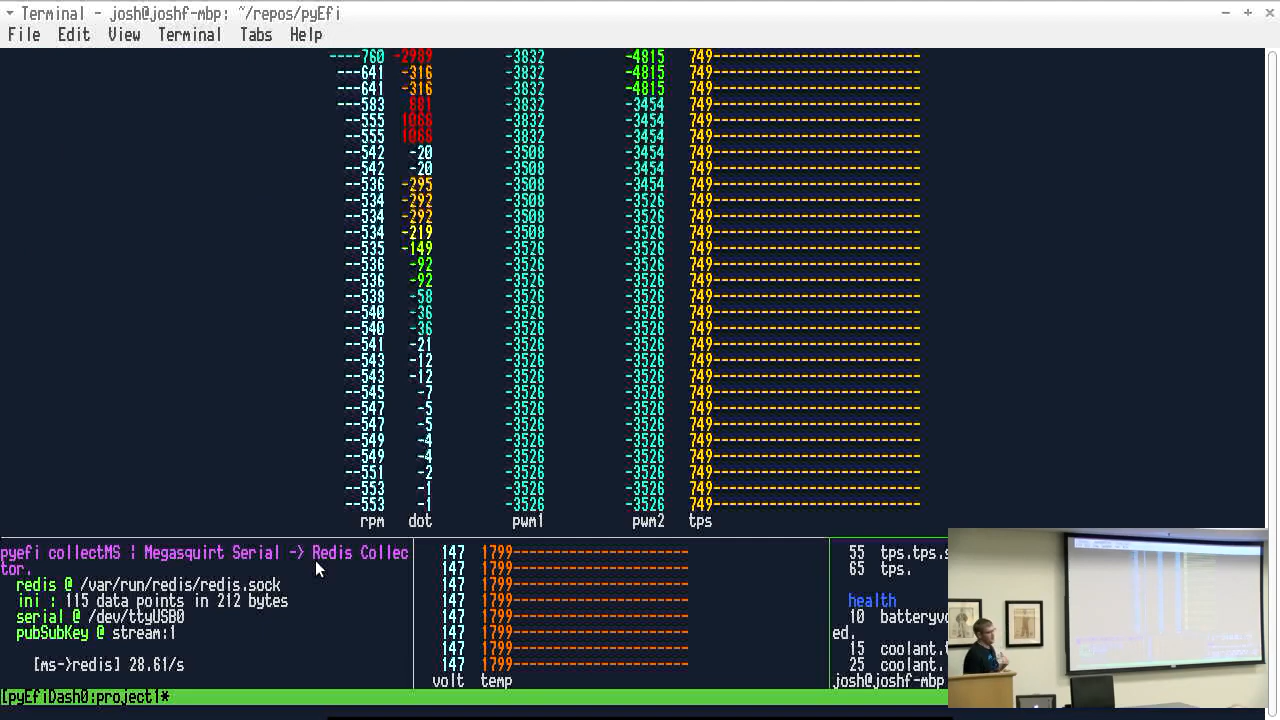 Terminal - josh@joshf-mbp: ~/repos/pyEfi
File Edit View Terminal Tabs Help
----760 -2989 -3832 -4815 749--------------------------
---641 -316 -3832 -4815 749--------------------------
---641 -316 -3832 -4815 749--------------------------
---583 881 -3832 -3454 749--------------------------
--555 1066 -3832 -3454 749--------------------------
--555 1066 -3832 -3454 749--------------------------
--542 -20 -3508 -3454 749--------------------------
--542 -20 -3508 -3454 749--------------------------
--536 -295 -3508 -3454 749--------------------------
--534 -292 -3508 -3526 749--------------------------
--534 -292 -3508 -3526 749--------------------------
--534 -219 -3508 -3526 749--------------------------
--535 -149 -3526 -3526 749--------------------------
--536 -92 -3526 -3526 749--------------------------
--536 -92 -3526 -3526 749--------------------------
--538 -58 -3526 -3526 749--------------------------
--540 -36 -3526 -3526 749--------------------------
--540 -36 -3526 -3526 749--------------------------
--541 -21 -3526 -3526 749--------------------------
--543 -12 -3526 -3526 749--------------------------
--543 -12 -3526 -3526 749--------------------------
--545 -7 -3526 -3526 749--------------------------
--547 -5 -3526 -3526 749--------------------------
--547 -5 -3526 -3526 749--------------------------
--549 -4 -3526 -3526 749--------------------------
--549 -4 -3526 -3526 749--------------------------
--551 -2 -3526 -3526 749--------------------------
--553 -1 -3526 -3526 749--------------------------
--553 -1 -3526 -3526 749--------------------------
rpm dot pwm1 pwm2 tps
pyefi collectMS | Megasquirt Serial -> Redis Collec
tor.
redis @ /var/run/redis/redis.sock
ini : 115 data points in 212 bytes
serial @ /dev/ttyUSB0
pubSubKey @ stream:1
[ms->redis] 28.61/s
147 1799----------------------
147 1799----------------------
147 1799----------------------
147 1799----------------------
147 1799----------------------
147 1799----------------------
147 1799----------------------
147 1799----------------------
volt temp
55 tps.tps.s
65 tps.
health
10 batteryvo
ed.
15 coolant.
25 coolant.
josh@joshf-mbp
[pyEfiDash0:project1*